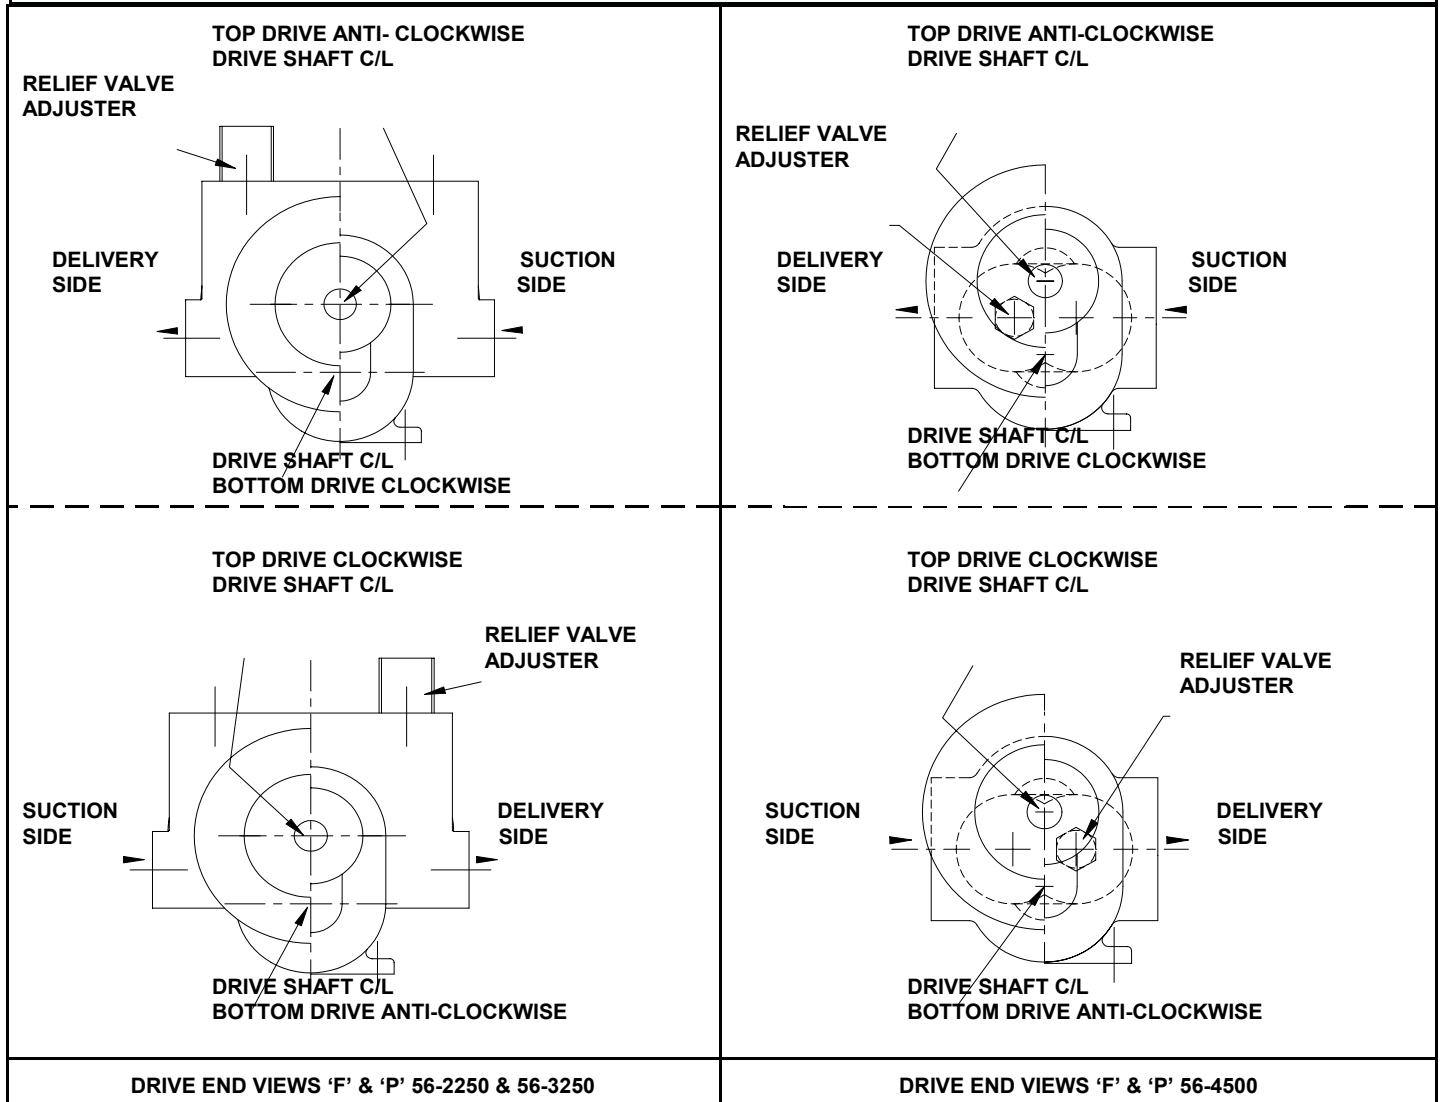 TOP DRIVE ANTI- CLOCKWISE
DRIVE SHAFT C/L
RELIEF VALVE
ADJUSTER
DELIVERY
SIDE
SUCTION
SIDE
DRIVE SHAFT C/L
BOTTOM DRIVE CLOCKWISE
TOP DRIVE ANTI-CLOCKWISE
DRIVE SHAFT C/L
RELIEF VALVE
ADJUSTER
DELIVERY
SIDE
SUCTION
SIDE
DRIVE SHAFT C/L
BOTTOM DRIVE CLOCKWISE
TOP DRIVE CLOCKWISE
DRIVE SHAFT C/L
RELIEF VALVE
ADJUSTER
SUCTION
SIDE
DELIVERY
SIDE
DRIVE SHAFT C/L
BOTTOM DRIVE ANTI-CLOCKWISE
TOP DRIVE CLOCKWISE
DRIVE SHAFT C/L
RELIEF VALVE
ADJUSTER
SUCTION
SIDE
DELIVERY
SIDE
DRIVE SHAFT C/L
BOTTOM DRIVE ANTI-CLOCKWISE
DRIVE END VIEWS ‘F’ & ‘P’ 56-2250 & 56-3250
DRIVE END VIEWS ‘F’ & ‘P’ 56-4500